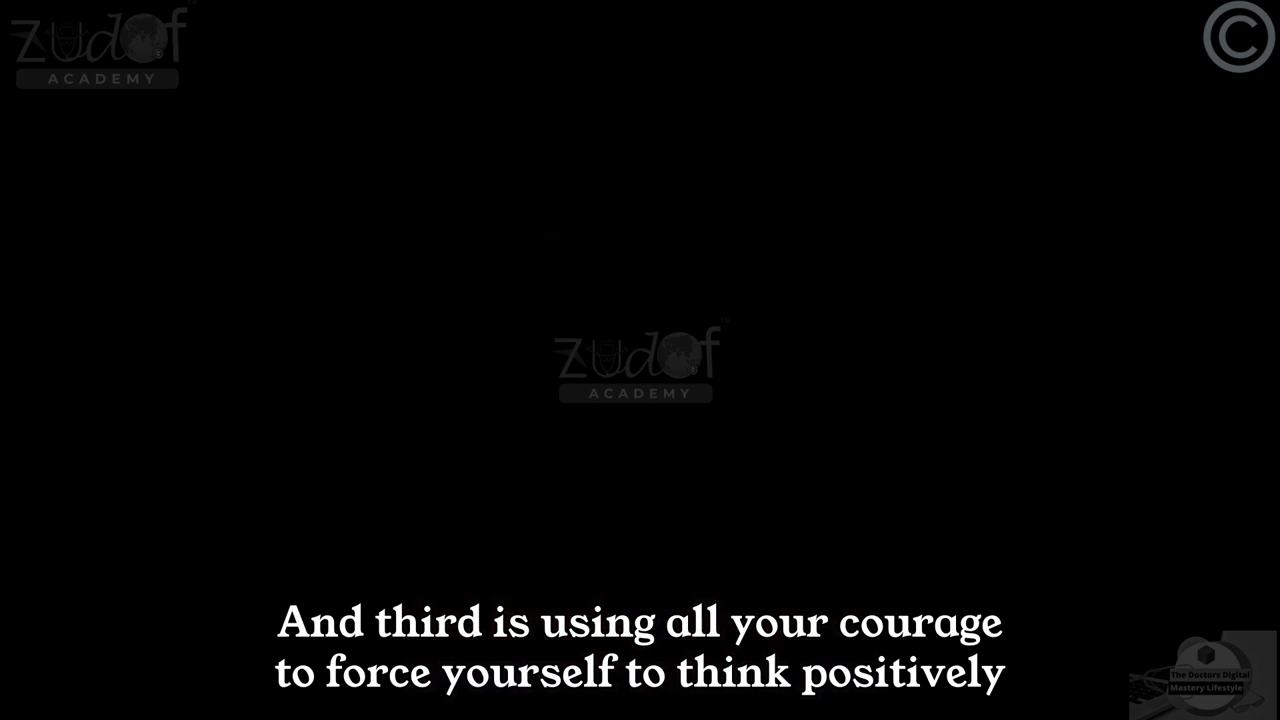 zudof
ACADEMY
©
zudof
ACADEMY
And third is using all your courage
to force yourself to think positively
The Doctors Digital
Mastery Lifestyle